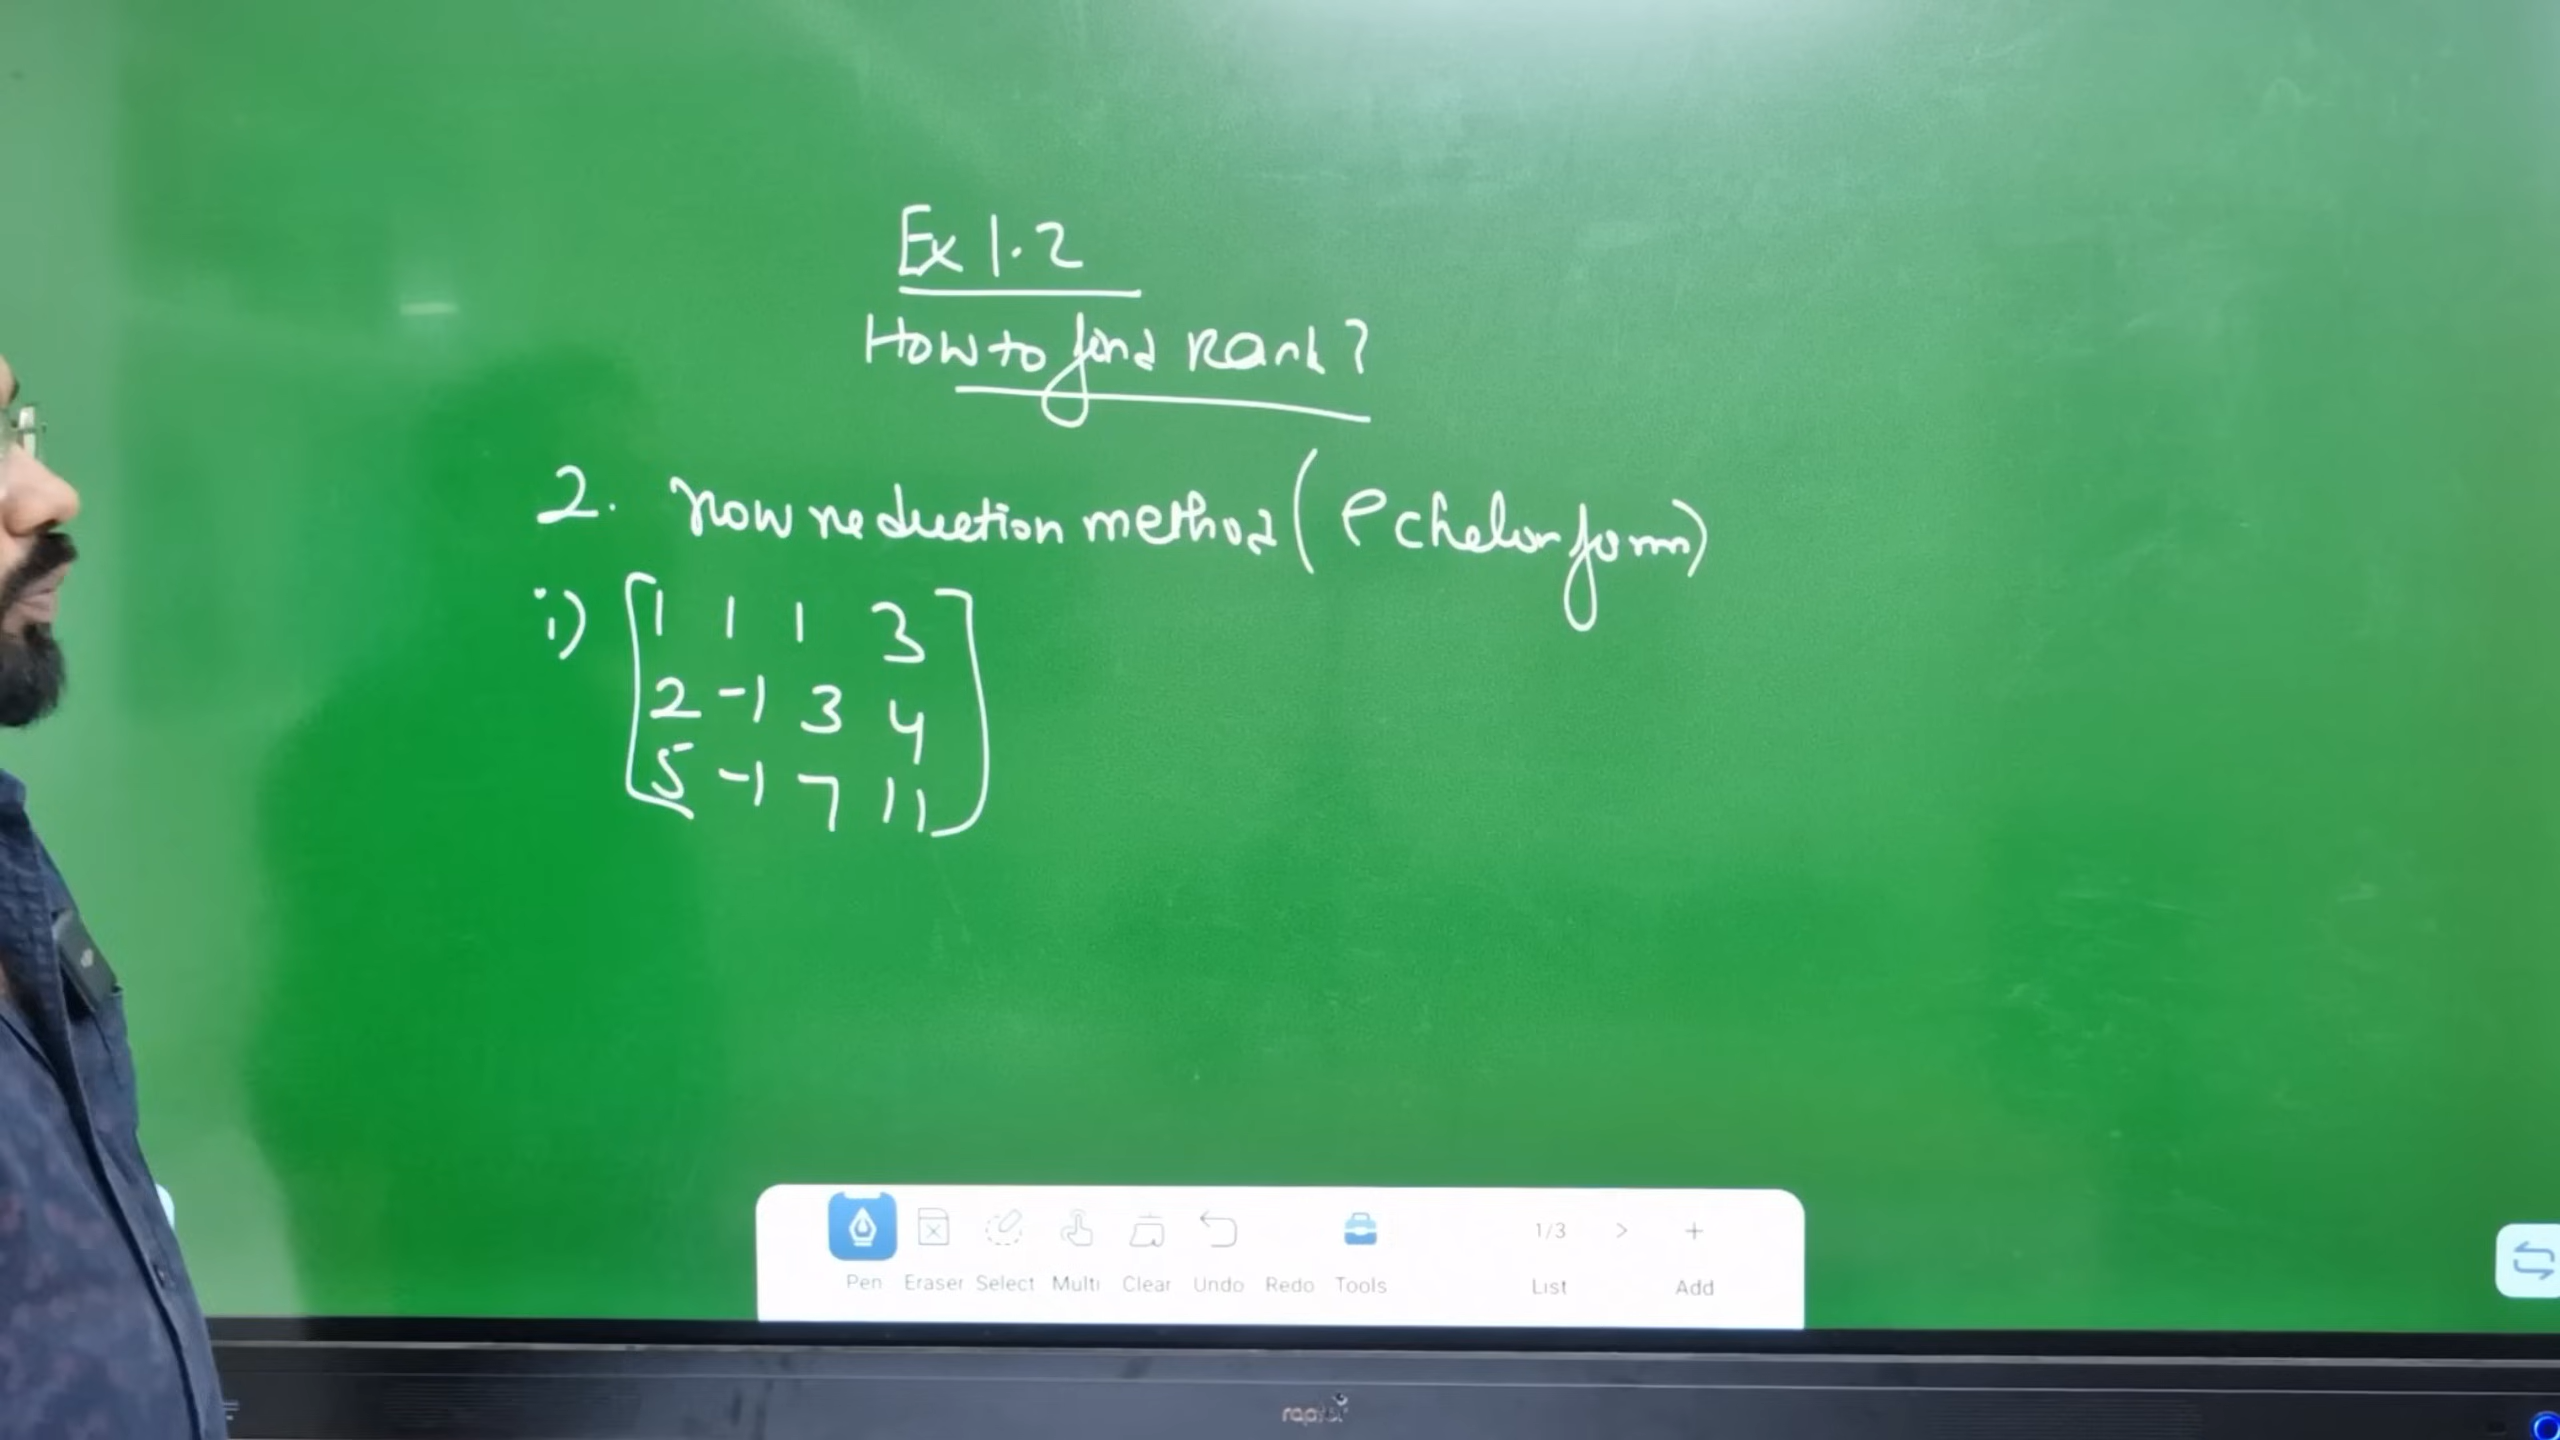 Ex 1.2
How to find Rank?
2. row reduction method (echelon form)
i) 1 1 1 3
2 -1 3 4
5 -1 7 11
Pen Eraser Select Multi Clear Undo Redo Tools 1/3 List > + Add
raptor